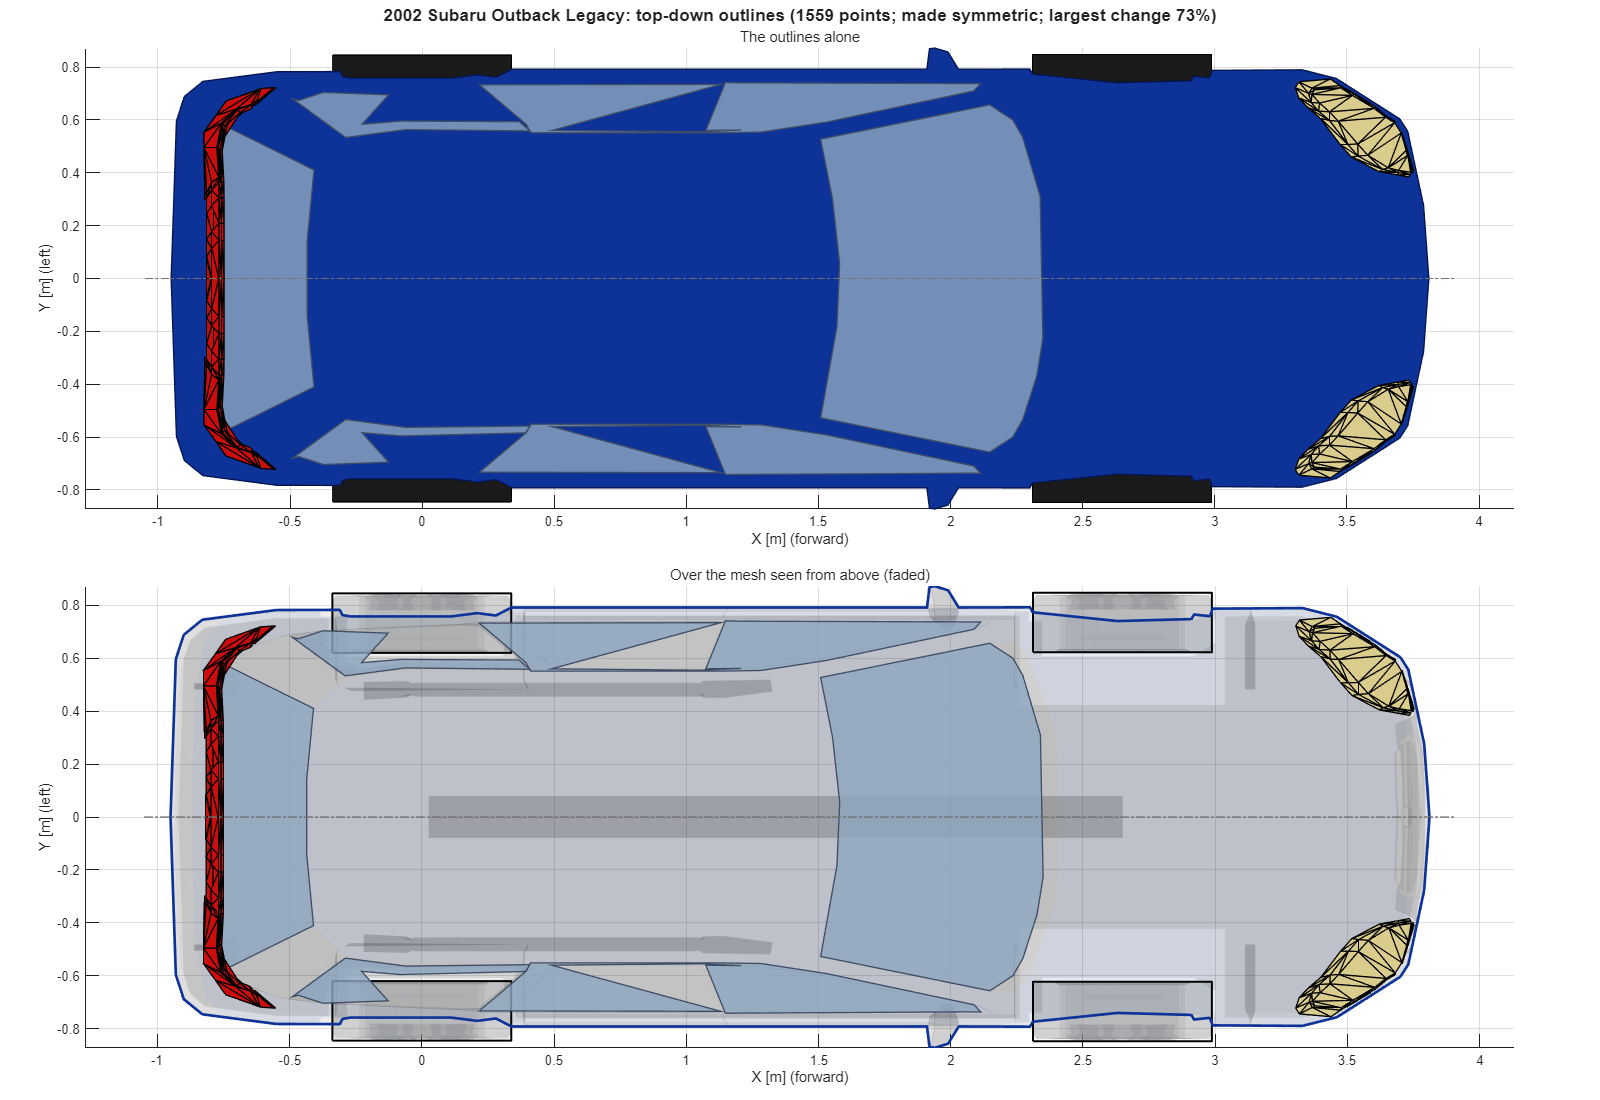 2002 Subaru Outback Legacy: top-down outlines (1559 points; made symmetric; largest change 73%)
The outlines alone
0.8
0.6
0.4
0.2
0
-0.2
-0.4
-0.6
-0.8
Y [m] (left)
-1 -0.5 0 0.5 1 1.5 2 2.5 3 3.5 4
X [m] (forward)
Over the mesh seen from above (faded)
0.8
0.6
0.4
0.2
0
-0.2
-0.4
-0.6
-0.8
Y [m] (left)
-1 -0.5 0 0.5 1 1.5 2 2.5 3 3.5 4
X [m] (forward)